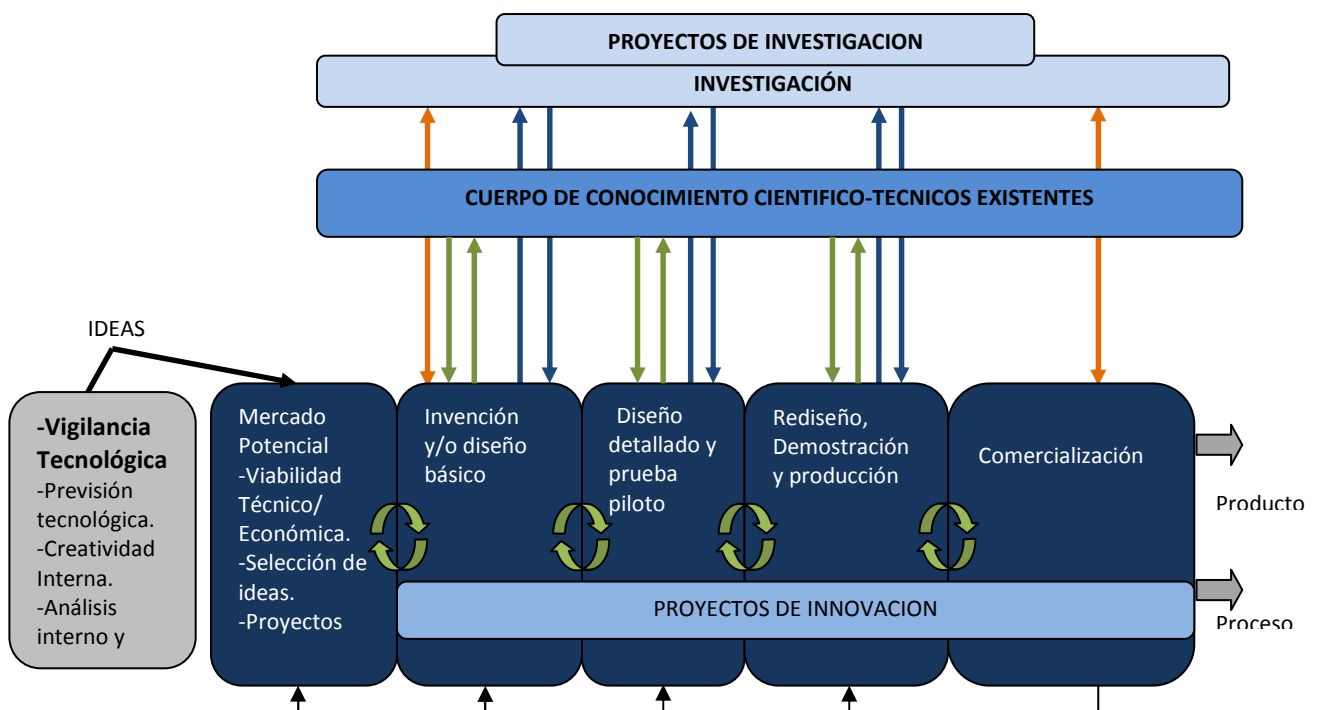 PROYECTOS DE INVESTIGACION
INVESTIGACIÓN
CUERPO DE CONOCIMIENTO CIENTIFICO-TECNICOS EXISTENTES
IDEAS
-Vigilancia
Tecnológica
-Previsión
tecnológica.
-Creatividad
Interna.
-Análisis
interno y
Mercado
Potencial
-Viabilidad
Técnico/
Económica.
-Selección de
ideas.
-Proyectos
Invención
y/o diseño
básico
Diseño
detallado y
prueba
piloto
Rediseño,
Demostración
y producción
Comercialización
PROYECTOS DE INNOVACION
Producto
Proceso